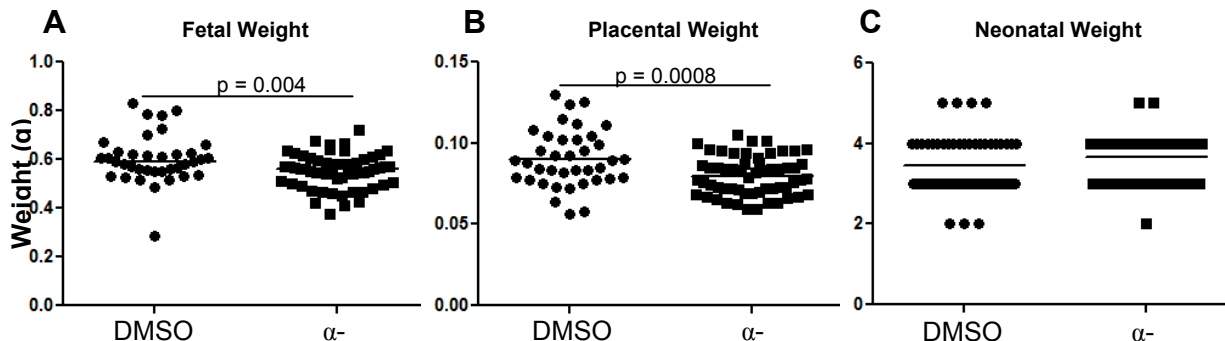 A Fetal Weight
B Placental Weight
C Neonatal Weight
Weight (α)
1.0
0.8
0.6
0.4
0.2
0.0
p = 0.004
DMSO α-
0.15
0.10
0.05
0.00
p = 0.0008
DMSO α-
6
4
2
0
DMSO α-